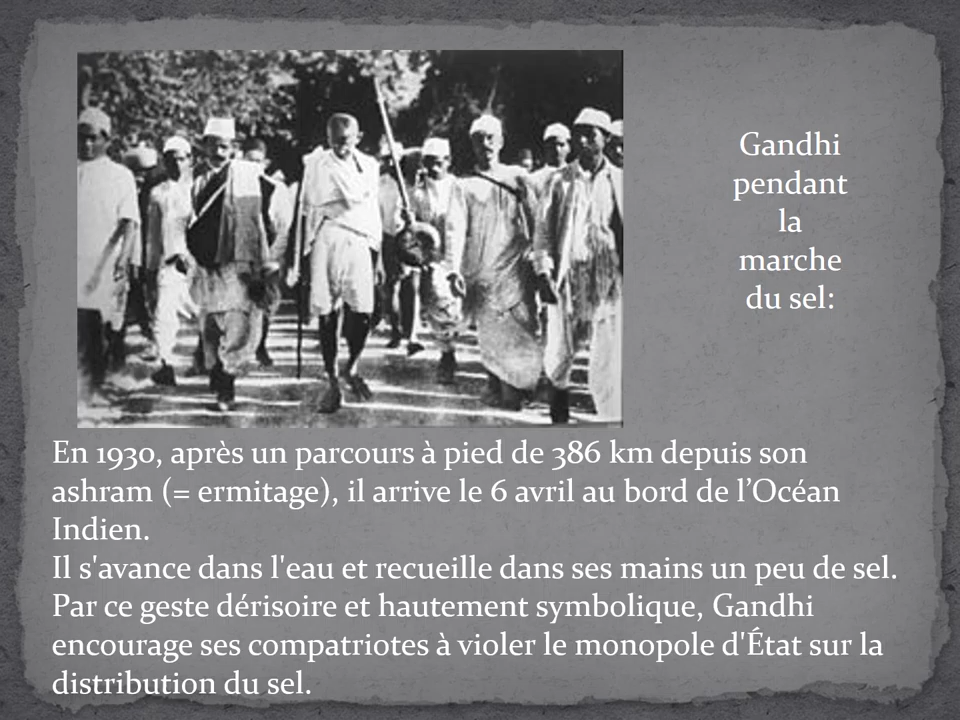 Gandhi
pendant
la
marche
du sel:
En 1930, après un parcours à pied de 386 km depuis son
ashram (= ermitage), il arrive le 6 avril au bord de l’Océan
Indien.
Il s'avance dans l'eau et recueille dans ses mains un peu de sel.
Par ce geste dérisoire et hautement symbolique, Gandhi
encourage ses compatriotes à violer le monopole d'État sur la
distribution du sel.